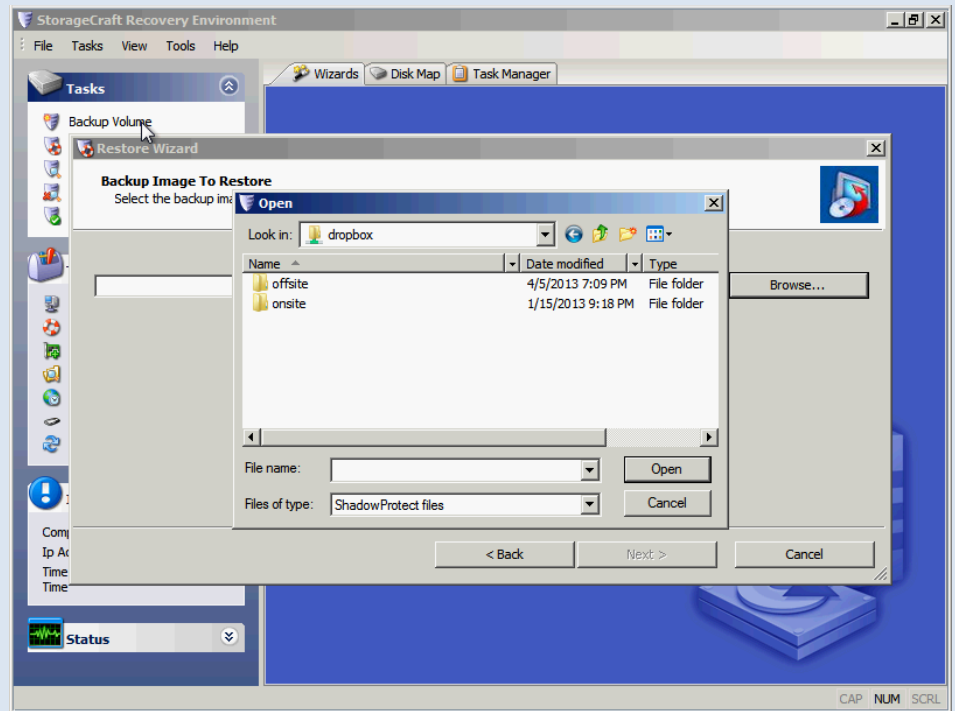 StorageCraft Recovery Environment
File Tasks View Tools Help
Wizards Disk Map Task Manager
Tasks
Backup Volume
Restore Wizard
Backup Image To Restore
Select the backup
Open
Look in: dropbox
Name Date modified Type
offsite 4/5/2013 7:09 PM File folder
onsite 1/15/2013 9:18 PM File folder
Browse...
File name: Open
Files of type: ShadowProtect files Cancel
< Back Next > Cancel
Ip
Time
Time
Status
CAP NUM SCRL